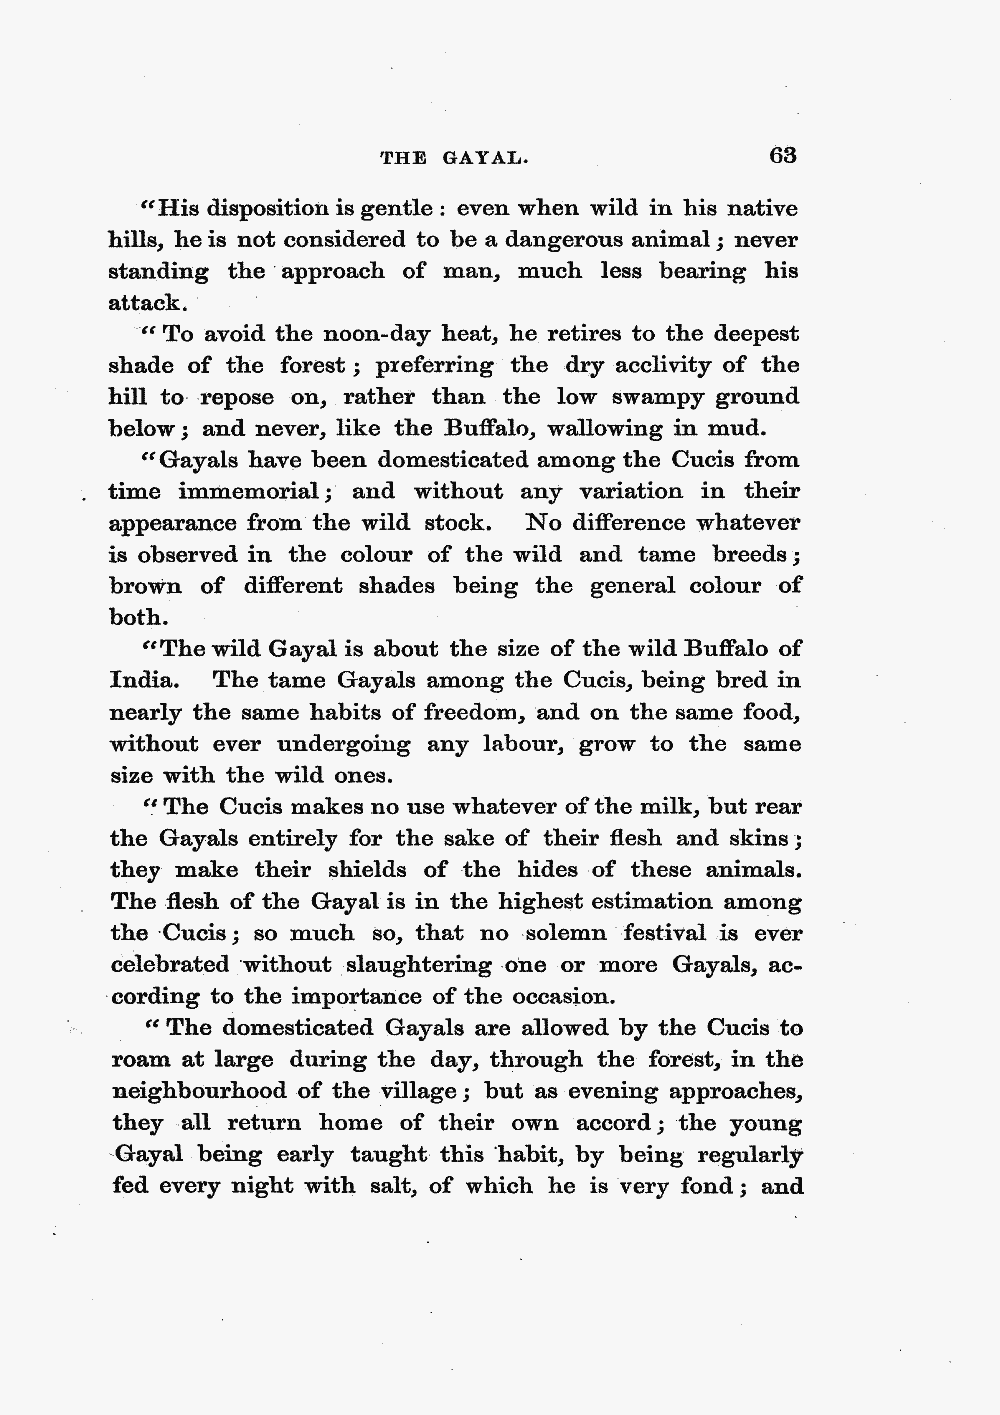 THE GAYAL. 63
“His disposition is gentle : even when wild in his native
hills, he is not considered to be a dangerous animal ; never
standing the approach of man, much less bearing his
attack.
“ To avoid the noon-day heat, he retires to the deepest
shade of the forest ; preferring the dry acclivity of the
hill to repose on, rather than the low swampy ground
below ; and never, like the Buffalo, wallowing in mud.
“Gayals have been domesticated among the Cucis from
time immemorial ; and without any variation in their
appearance from the wild stock. No difference whatever
is observed in the colour of the wild and tame breeds ;
brown of different shades being the general colour of
both.
“The wild Gayal is about the size of the wild Buffalo of
India. The tame Gayals among the Cucis, being bred in
nearly the same habits of freedom, and on the same food,
without ever undergoing any labour, grow to the same
size with the wild ones.
“ The Cucis makes no use whatever of the milk, but rear
the Gayals entirely for the sake of their flesh and skins ;
they make their shields of the hides of these animals.
The flesh of the Gayal is in the highest estimation among
the Cucis ; so much so, that no solemn festival is ever
celebrated without slaughtering one or more Gayals, ac-
cording to the importance of the occasion.
“ The domesticated Gayals are allowed by the Cucis to
roam at large during the day, through the forest, in the
neighbourhood of the village ; but as evening approaches,
they all return home of their own accord ; the young
Gayal being early taught this habit, by being regularly
fed every night with salt, of which he is very fond ; and